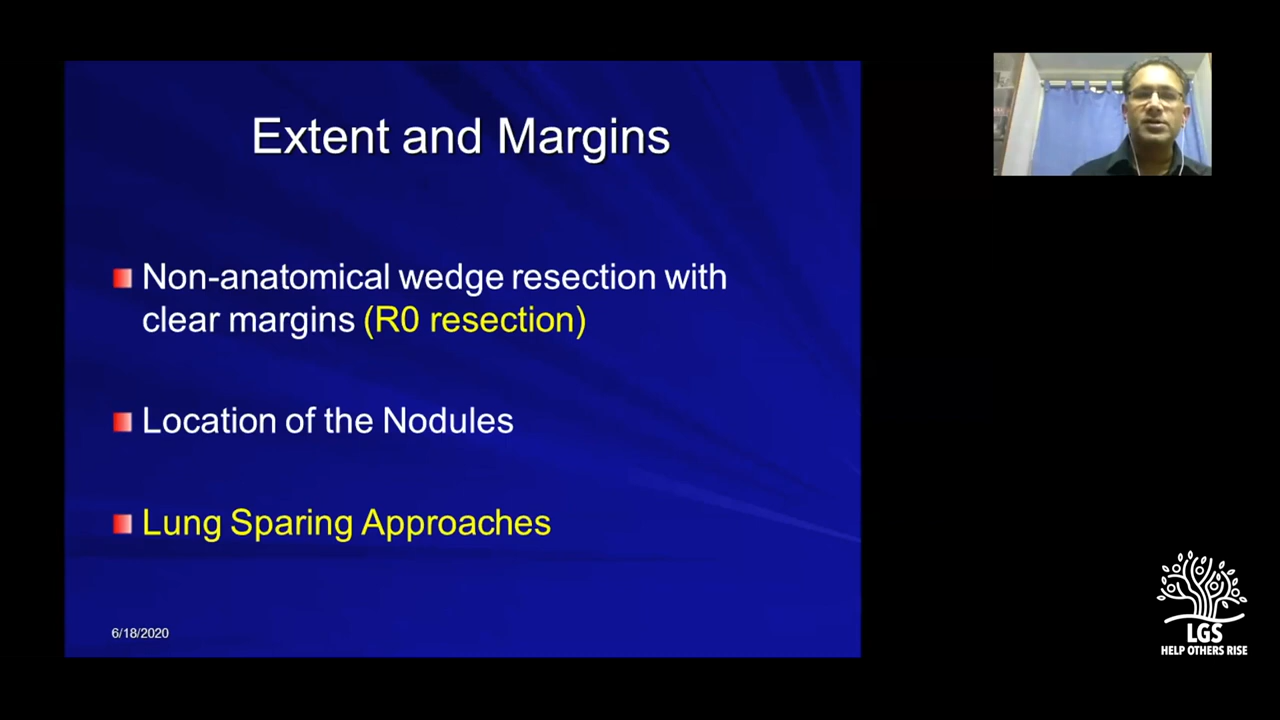 Extent and Margins
Non-anatomical wedge resection with
clear margins (R0 resection)
Location of the Nodules
Lung Sparing Approaches
6/18/2020
LGS
HELP OTHERS RISE